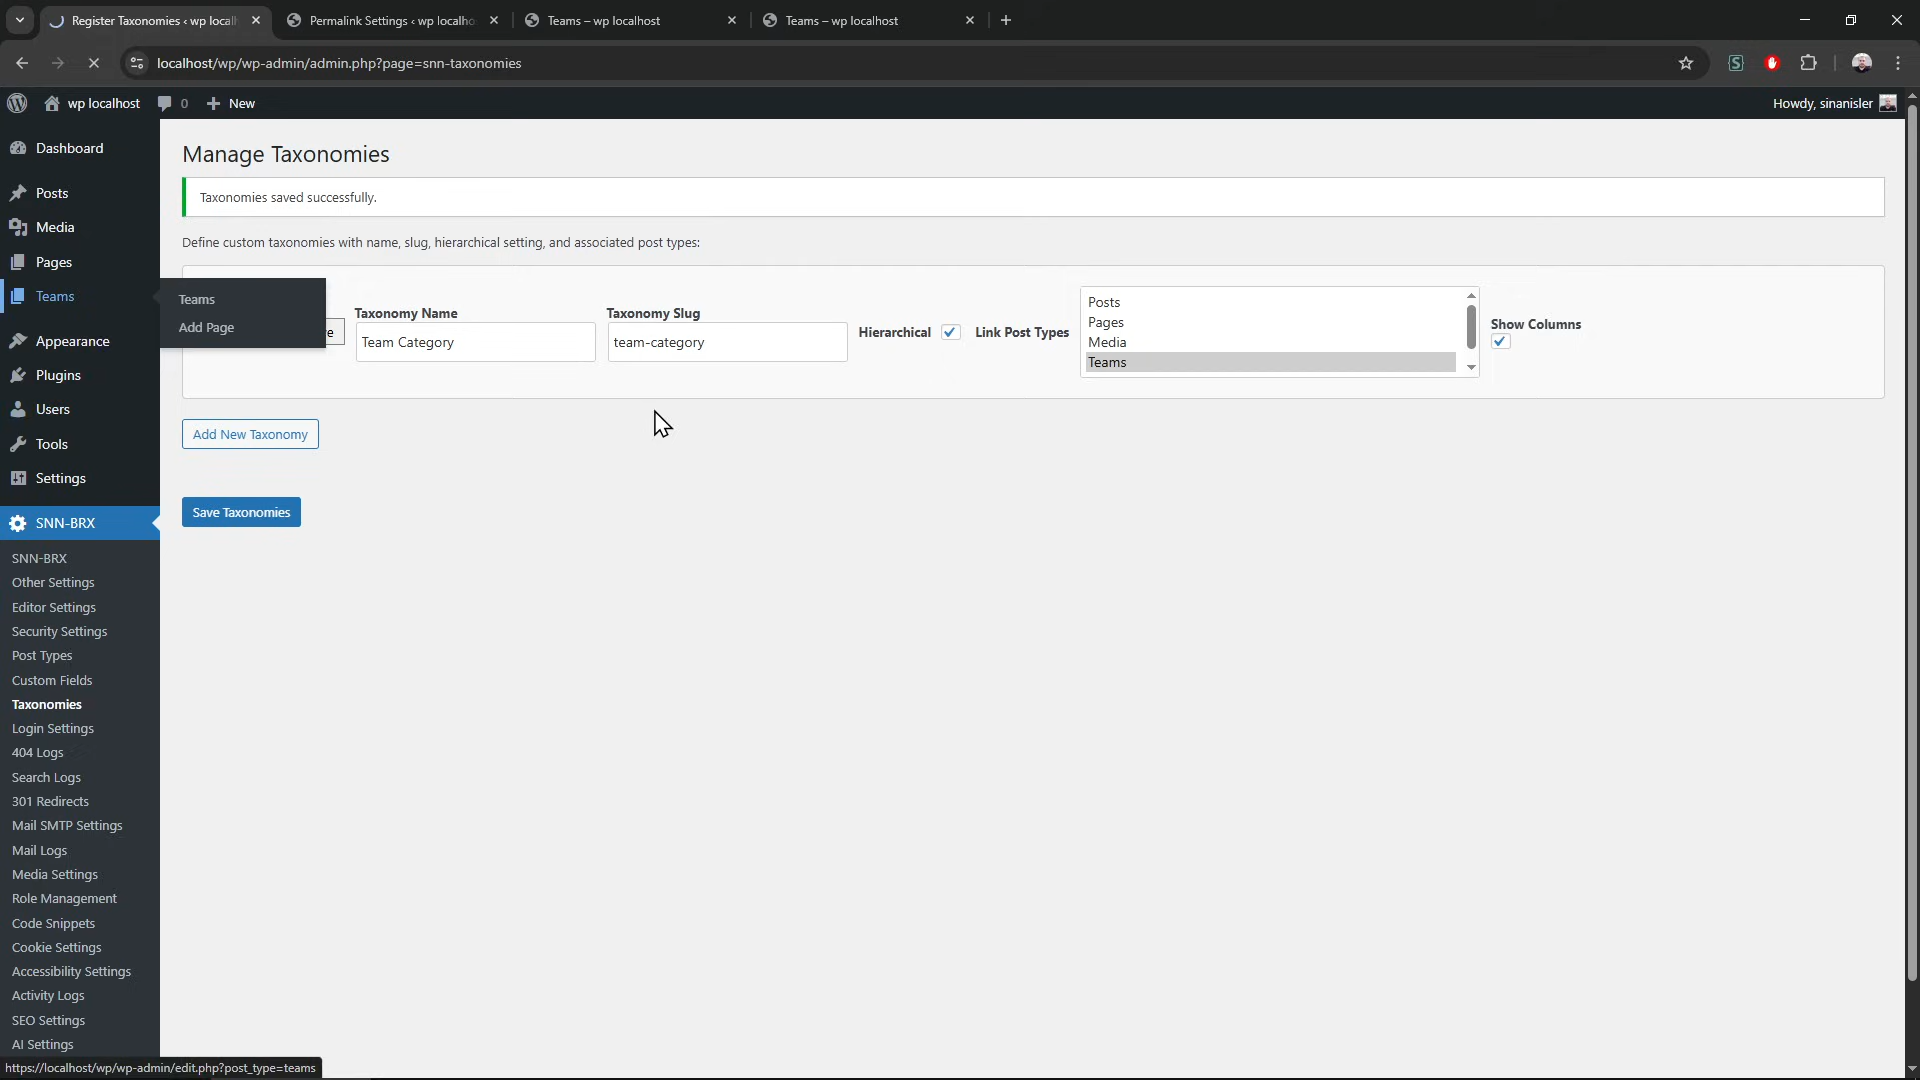 Register Taxonomies ‹ wp local
Permalink Settings ‹ wp localho
Teams – wp localhost
Teams – wp localhost
localhost/wp/wp-admin/admin.php?page=snn-taxonomies
wp localhost
0
New
Howdy, sinanisler
Dashboard
Posts
Media
Pages
Teams
Teams
Add Page
Appearance
Plugins
Users
Tools
Settings
SNN-BRX
SNN-BRX
Other Settings
Editor Settings
Security Settings
Post Types
Custom Fields
Taxonomies
Login Settings
404 Logs
Search Logs
301 Redirects
Mail SMTP Settings
Mail Logs
Media Settings
Role Management
Code Snippets
Cookie Settings
Accessibility Settings
Activity Logs
SEO Settings
AI Settings
Manage Taxonomies
Taxonomies saved successfully.
Define custom taxonomies with name, slug, hierarchical setting, and associated post types:
Taxonomy Name
Team Category
Taxonomy Slug
team-category
Hierarchical
Link Post Types
Posts
Pages
Media
Teams
Show Columns
Add New Taxonomy
Save Taxonomies
https://localhost/wp/wp-admin/edit.php?post_type=teams